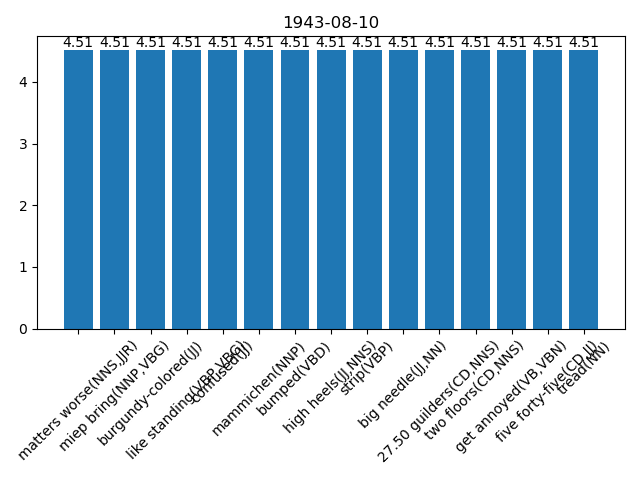 1943-08-10
4.51 4.51 4.51 4.51 4.51 4.51 4.51 4.51 4.51 4.51 4.51 4.51 4.51 4.51 4.51
4
3
2
1
0
matters worse(NNS,JJR)
miep bring(NNP,VBG)
burgundy-colored(JJ)
like standing(VBP,VBG)
confused(JJ)
mammichen(NNP)
bumped(VBD)
high heels(JJ,NNS)
strip(VBP)
big needle(JJ,NN)
27.50 guilders(CD,NNS)
two floors(CD,NNS)
get annoyed(VB,VBN)
five forty-five(CD,JJ)
tread(NN)